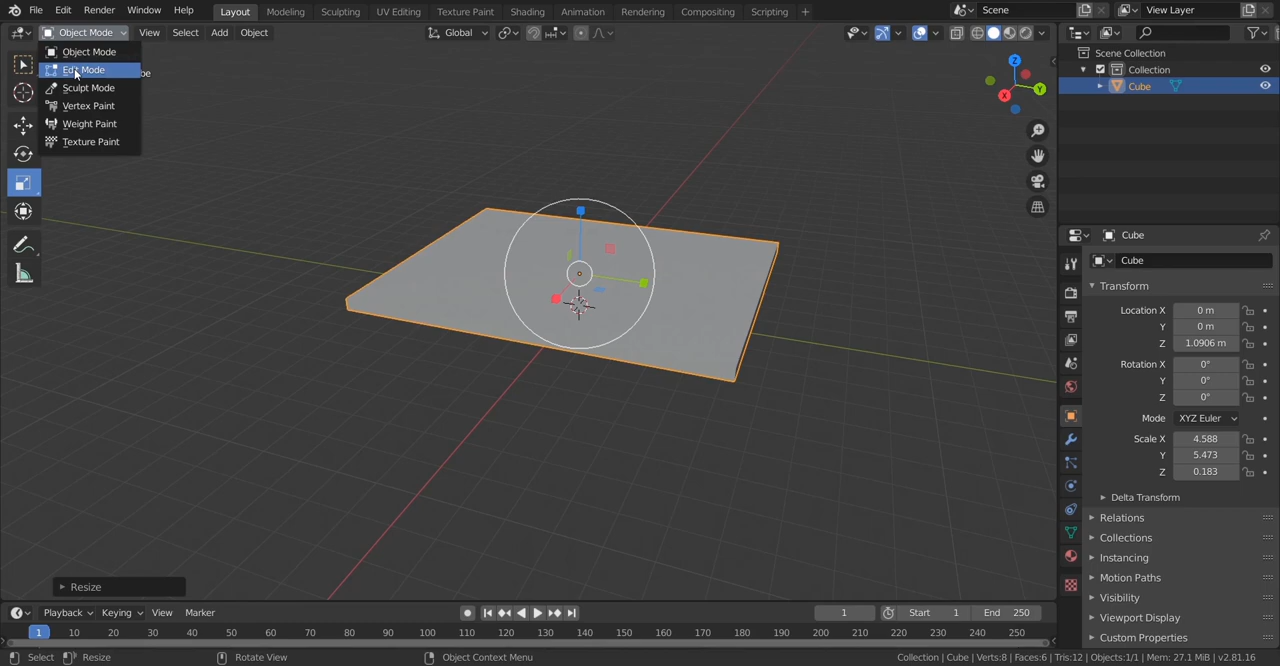 File Edit Render Window Help Layout Modeling Sculpting UV Editing Texture Paint Shading Animation Rendering Compositing Scripting + Scene View Layer
Object Mode View Select Add Object Global
Object Mode
Edit Mode
Sculpt Mode
Vertex Paint
Weight Paint
Texture Paint
be
Z
Y
X
Scene Collection
Collection
Cube
Cube
Cube
Transform
Location X 0 m
Y 0 m
Z 1.0906 m
Rotation X 0°
Y 0°
Z 0°
Mode XYZ Euler
Scale X 4.588
Y 5.473
Z 0.183
Delta Transform
Relations
Collections
Instancing
Motion Paths
Visibility
Viewport Display
Custom Properties
Resize
Playback Keying View Marker 1 Start 1 End 250
1 10 20 30 40 50 60 70 80 90 100 110 120 130 140 150 160 170 180 190 200 210 220 230 240 250
Select Resize Rotate View Object Context Menu Collection | Cube | Verts:8 | Faces:6 | Tris:12 | Objects:1/1 | Mem: 27.1 MiB | v2.81.16